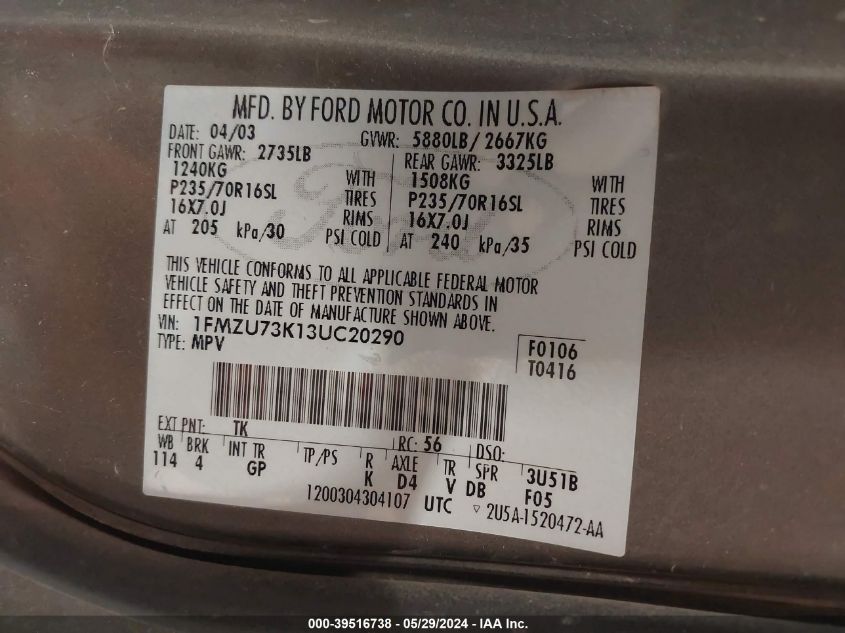 MFD. BY FORD MOTOR CO. IN U.S.A.
DATE: 04/03 GVWR: 5880LB/ 2667KG
FRONT GAWR: 2735LB REAR GAWR: 3325LB
1240KG WITH 1508KG WITH
P235/70R16SL TIRES P235/70R16SL TIRES
16X7.0J RIMS 16X7.0J RIMS
AT 205 kPa/30 PSI COLD AT 240 kPa/35 PSI COLD
THIS VEHICLE CONFORMS TO ALL APPLICABLE FEDERAL MOTOR
VEHICLE SAFETY AND THEFT PREVENTION STANDARDS IN
EFFECT ON THE DATE OF MANUFACTURE SHOWN ABOVE.
VIN: 1FMZU73K13UC20290
TYPE: MPV
F0106
T0416
EXT PNT: TK RC: 56 DSO:
WB BRK INT TR TP/PS R AXLE TR SPR 3U51B
114 4 GP K D4 V DB F05
1200304304107 UTC ▽ 2U5A-1520472-AA
Ford
000-39516738 - 05/29/2024 - IAA Inc.